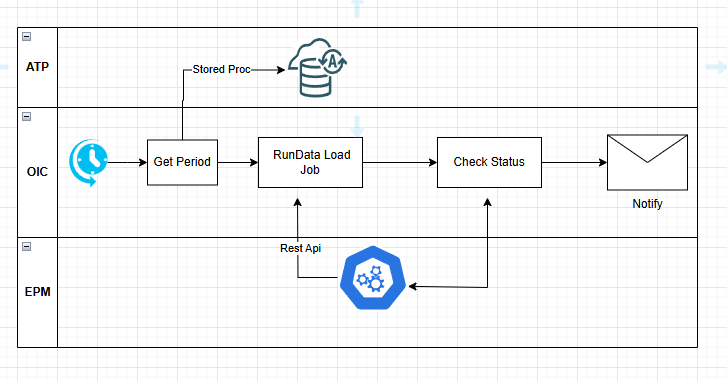 ATP
Stored Proc
A
OIC
Get Period
RunData Load
Job
Check Status
Notify
Rest Api
EPM